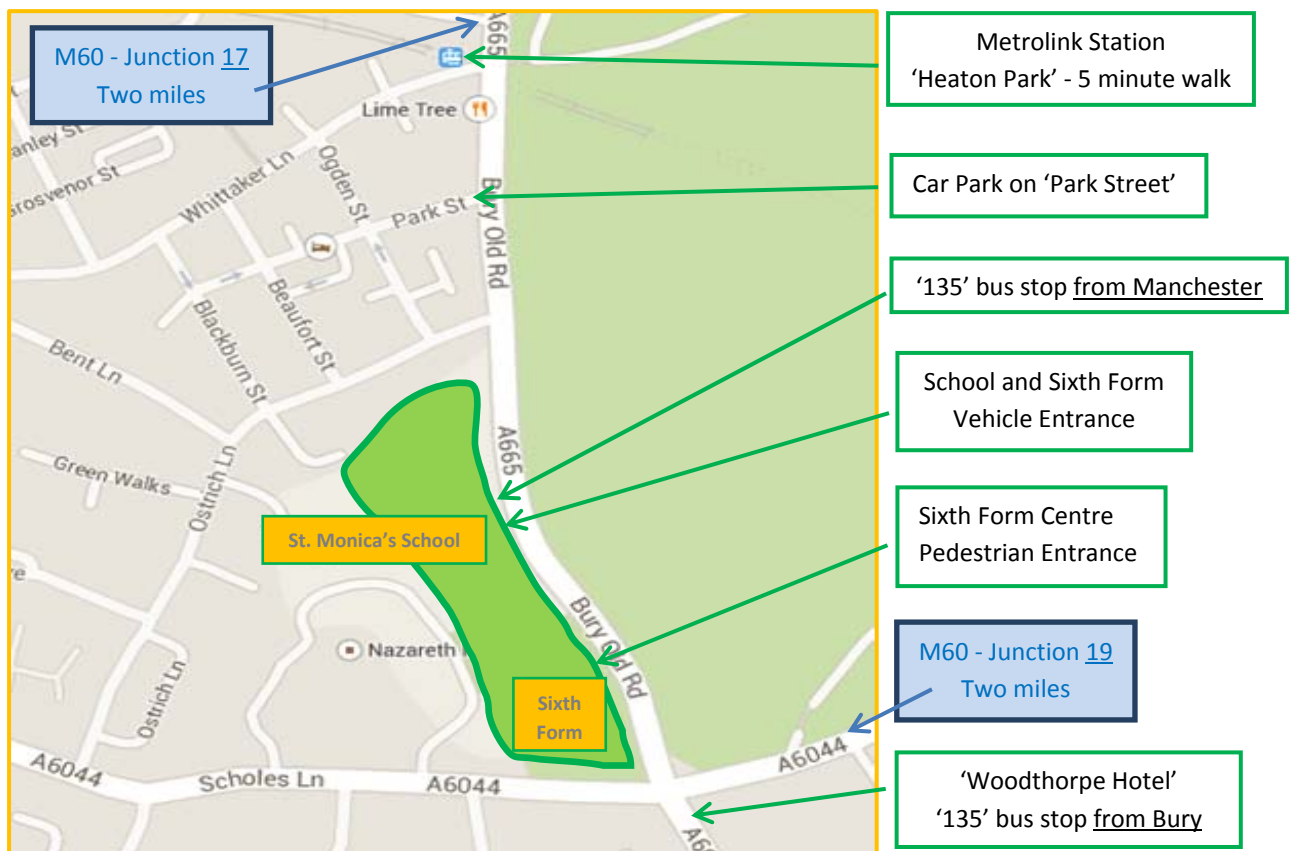 M60 - Junction 17
Two miles
A665
Metrolink Station
‘Heaton Park’ - 5 minute walk
Lime Tree
anley St
Grosvenor St
Whittaker Ln
Ogden St
Park St
Bury Old Rd
Car Park on ‘Park Street’
‘135’ bus stop from Manchester
Blackburn St
Beaufort St
Bent Ln
School and Sixth Form
Vehicle Entrance
A665
Green Walks
Ostrich Ln
St. Monica’s School
Sixth Form Centre
Pedestrian Entrance
Bury Old Rd
Nazareth
M60 - Junction 19
Two miles
Ostrich Ln
Sixth
Form
A6044
Scholes Ln
A6044
A6044
‘Woodthorpe Hotel’
‘135’ bus stop from Bury